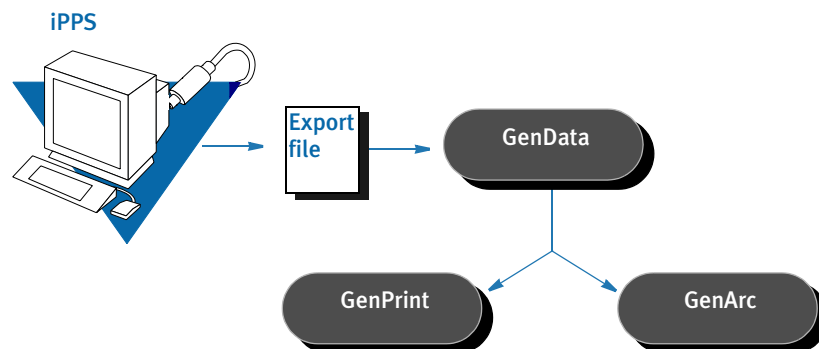 iPPS
Export
file
GenData
GenPrint
GenArc